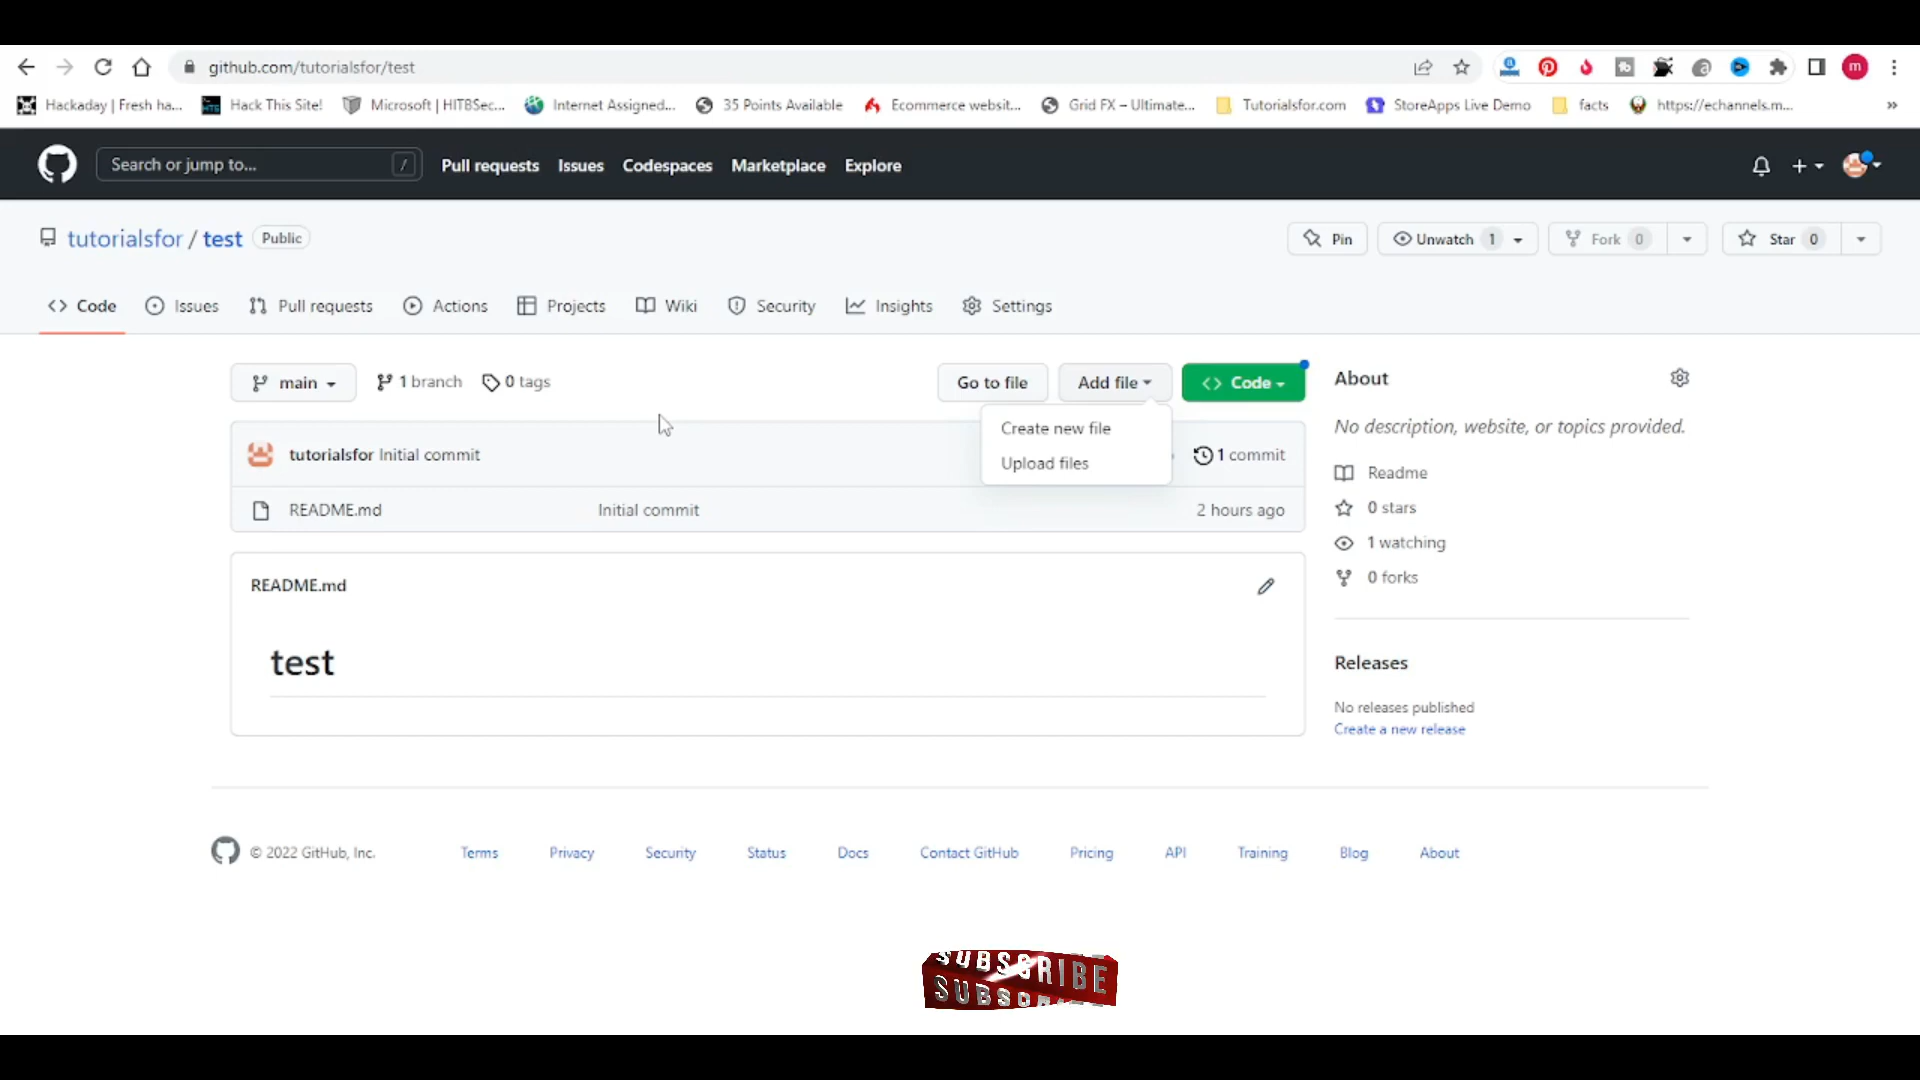 github.com/tutorialsfor/test
m
Hackaday | Fresh ha... Hack This Site! Microsoft | HIT8Sec... Internet Assigned... 35 Points Available Ecommerce websit... Grid FX – Ultimate... Tutorialsfor.com StoreApps Live Demo facts https://echannels.m... »
Search or jump to... / Pull requests Issues Codespaces Marketplace Explore
tutorialsfor / test Public Pin Unwatch 1 Fork 0 Star 0
Code Issues Pull requests Actions Projects Wiki Security Insights Settings
main 1 branch 0 tags Go to file Add file Code About
Create new file
Upload files
No description, website, or topics provided.
tutorialsfor Initial commit 1 commit
README.md Initial commit 2 hours ago
Readme
0 stars
1 watching
0 forks
README.md
test
Releases
No releases published
Create a new release
© 2022 GitHub, Inc. Terms Privacy Security Status Docs Contact GitHub Pricing API Training Blog About
SUBSCRIBE